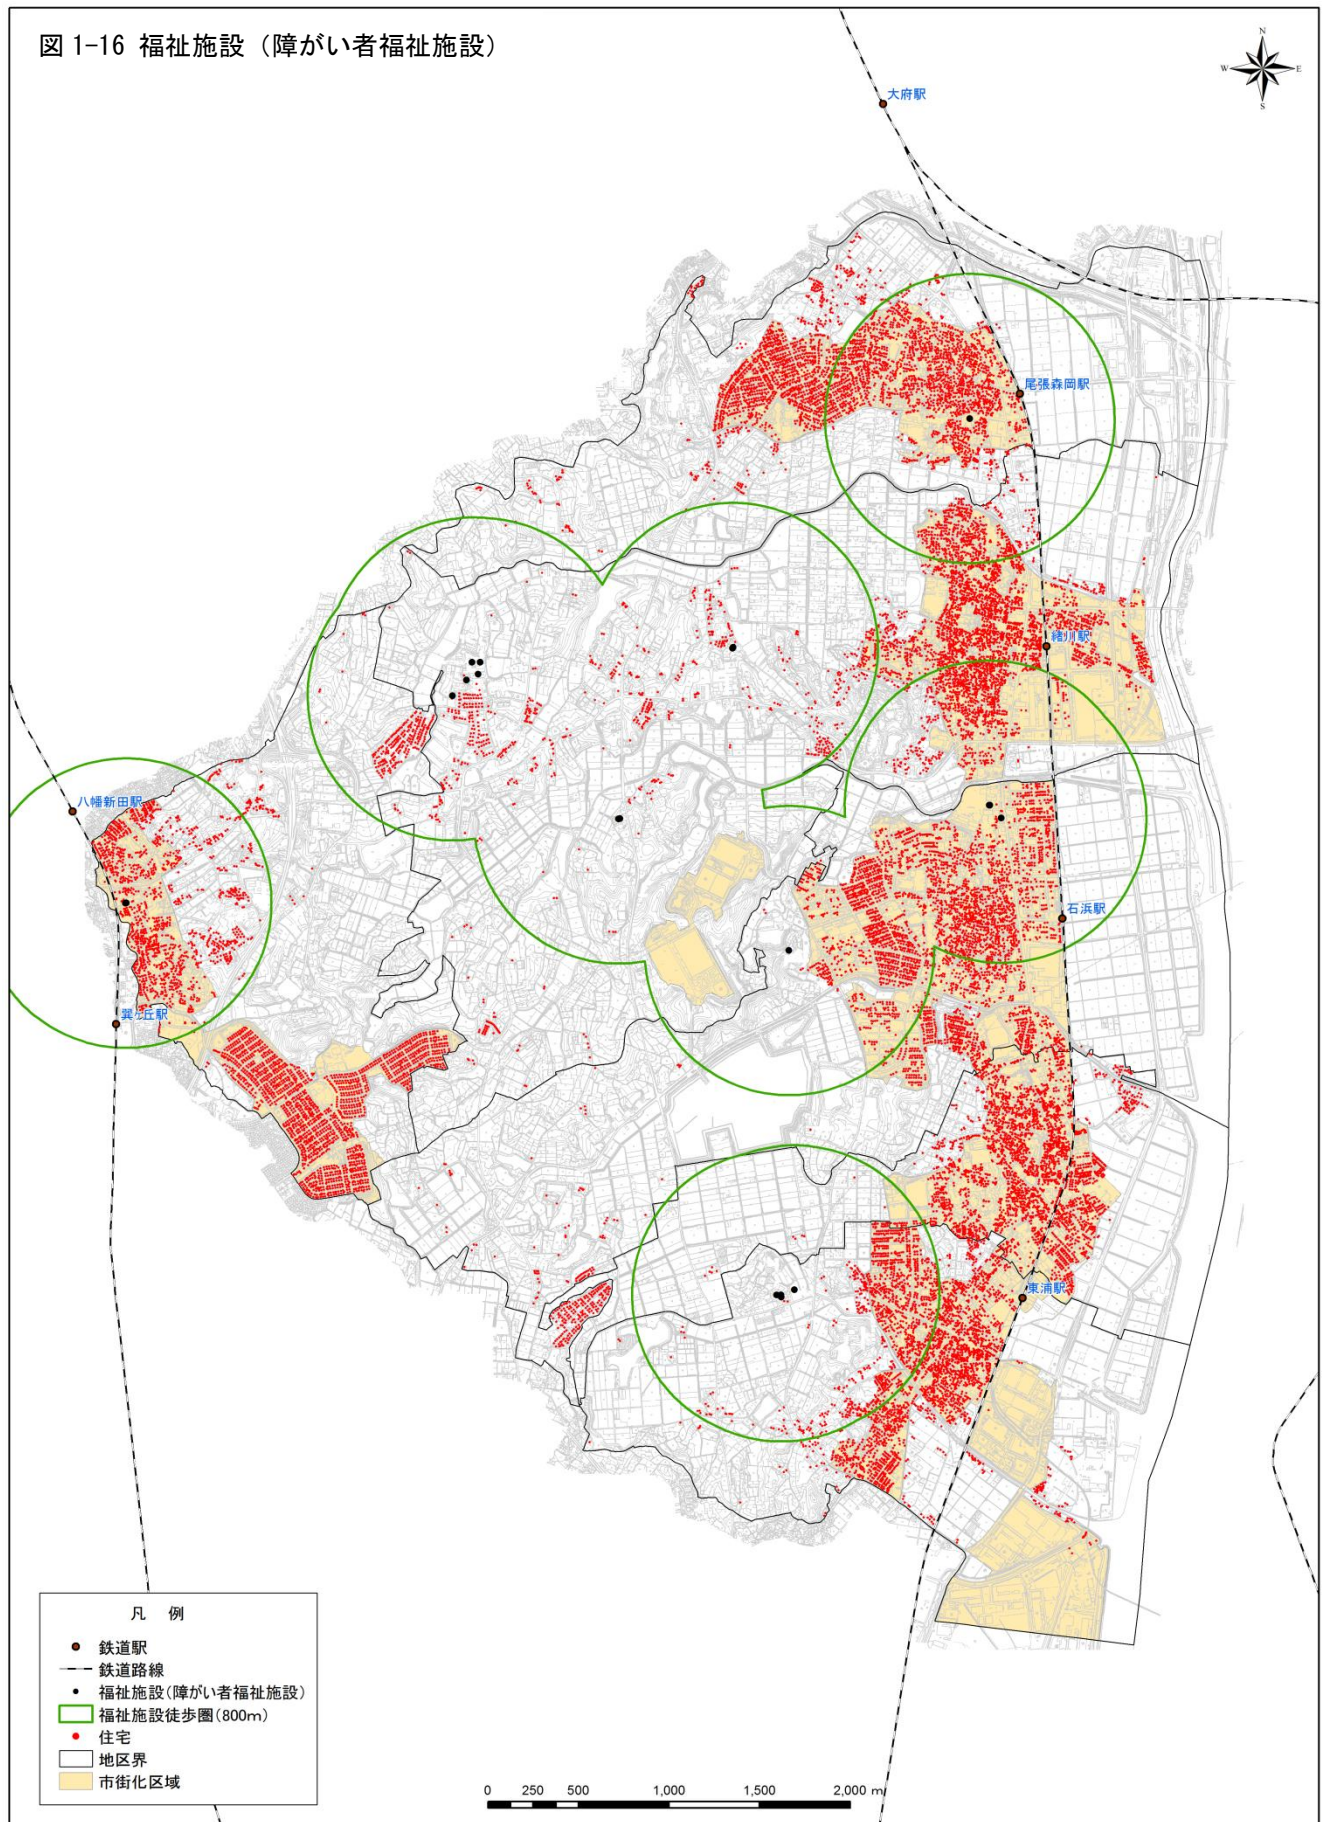 図 1-16 福祉施設（障がい者福祉施設）
N
W
E
S
大府駅
尾張森岡駅
緒川駅
八幡新田駅
石浜駅
巽ヶ丘駅
東浦駅
凡 例
鉄道駅
鉄道路線
福祉施設(障がい者福祉施設)
福祉施設徒歩圏(800m)
住宅
地区界
市街化区域
0 250 500 1,000 1,500 2,000 m